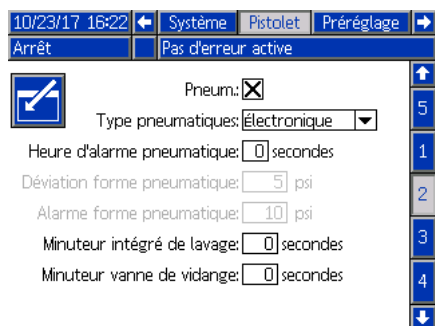 10/23/17 16:22 Système Pistolet Préréglage
Arrêt Pas d'erreur active
Pneum.:
5
Type pneumatiques: électronique
Heure d'alarme pneumatique: 0 secondes
1
Déviation forme pneumatique: 5 psi
2
Alarme forme pneumatique: 10 psi
Minuteur intégré de lavage: 0 secondes
3
Minuteur vanne de vidange: 0 secondes
4